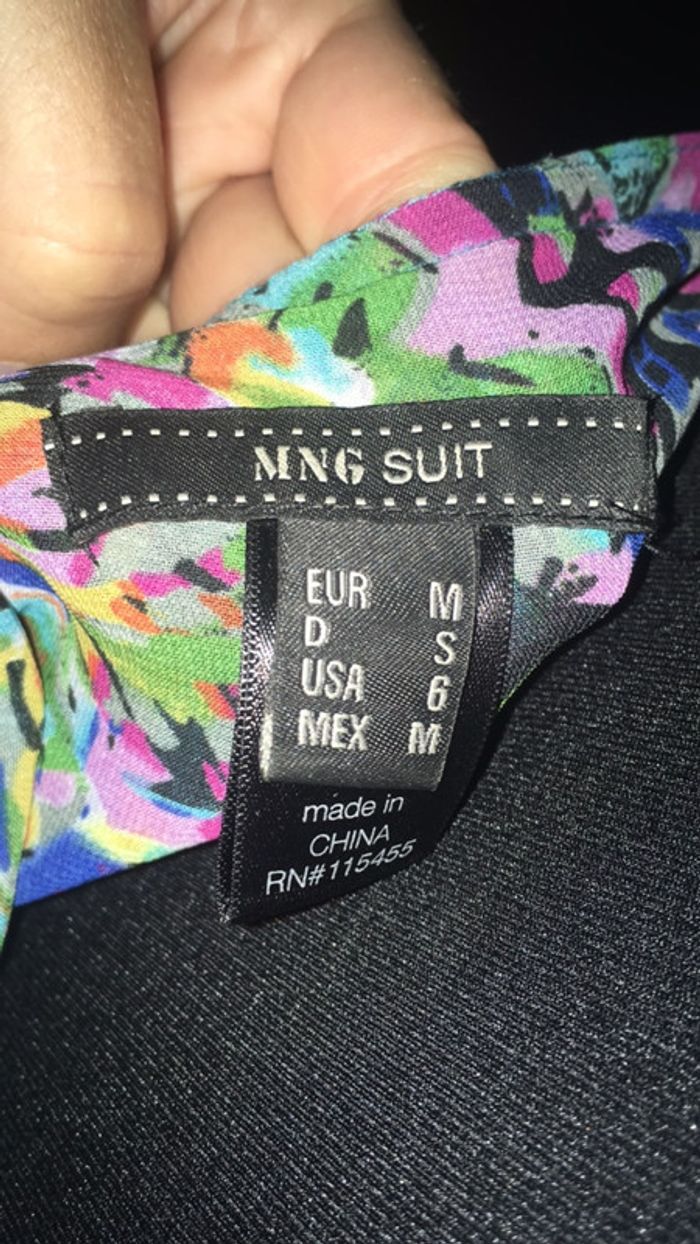 MNG SUIT
EUR M
D S
USA 6
MEX M
made in
CHINA
RN#115455